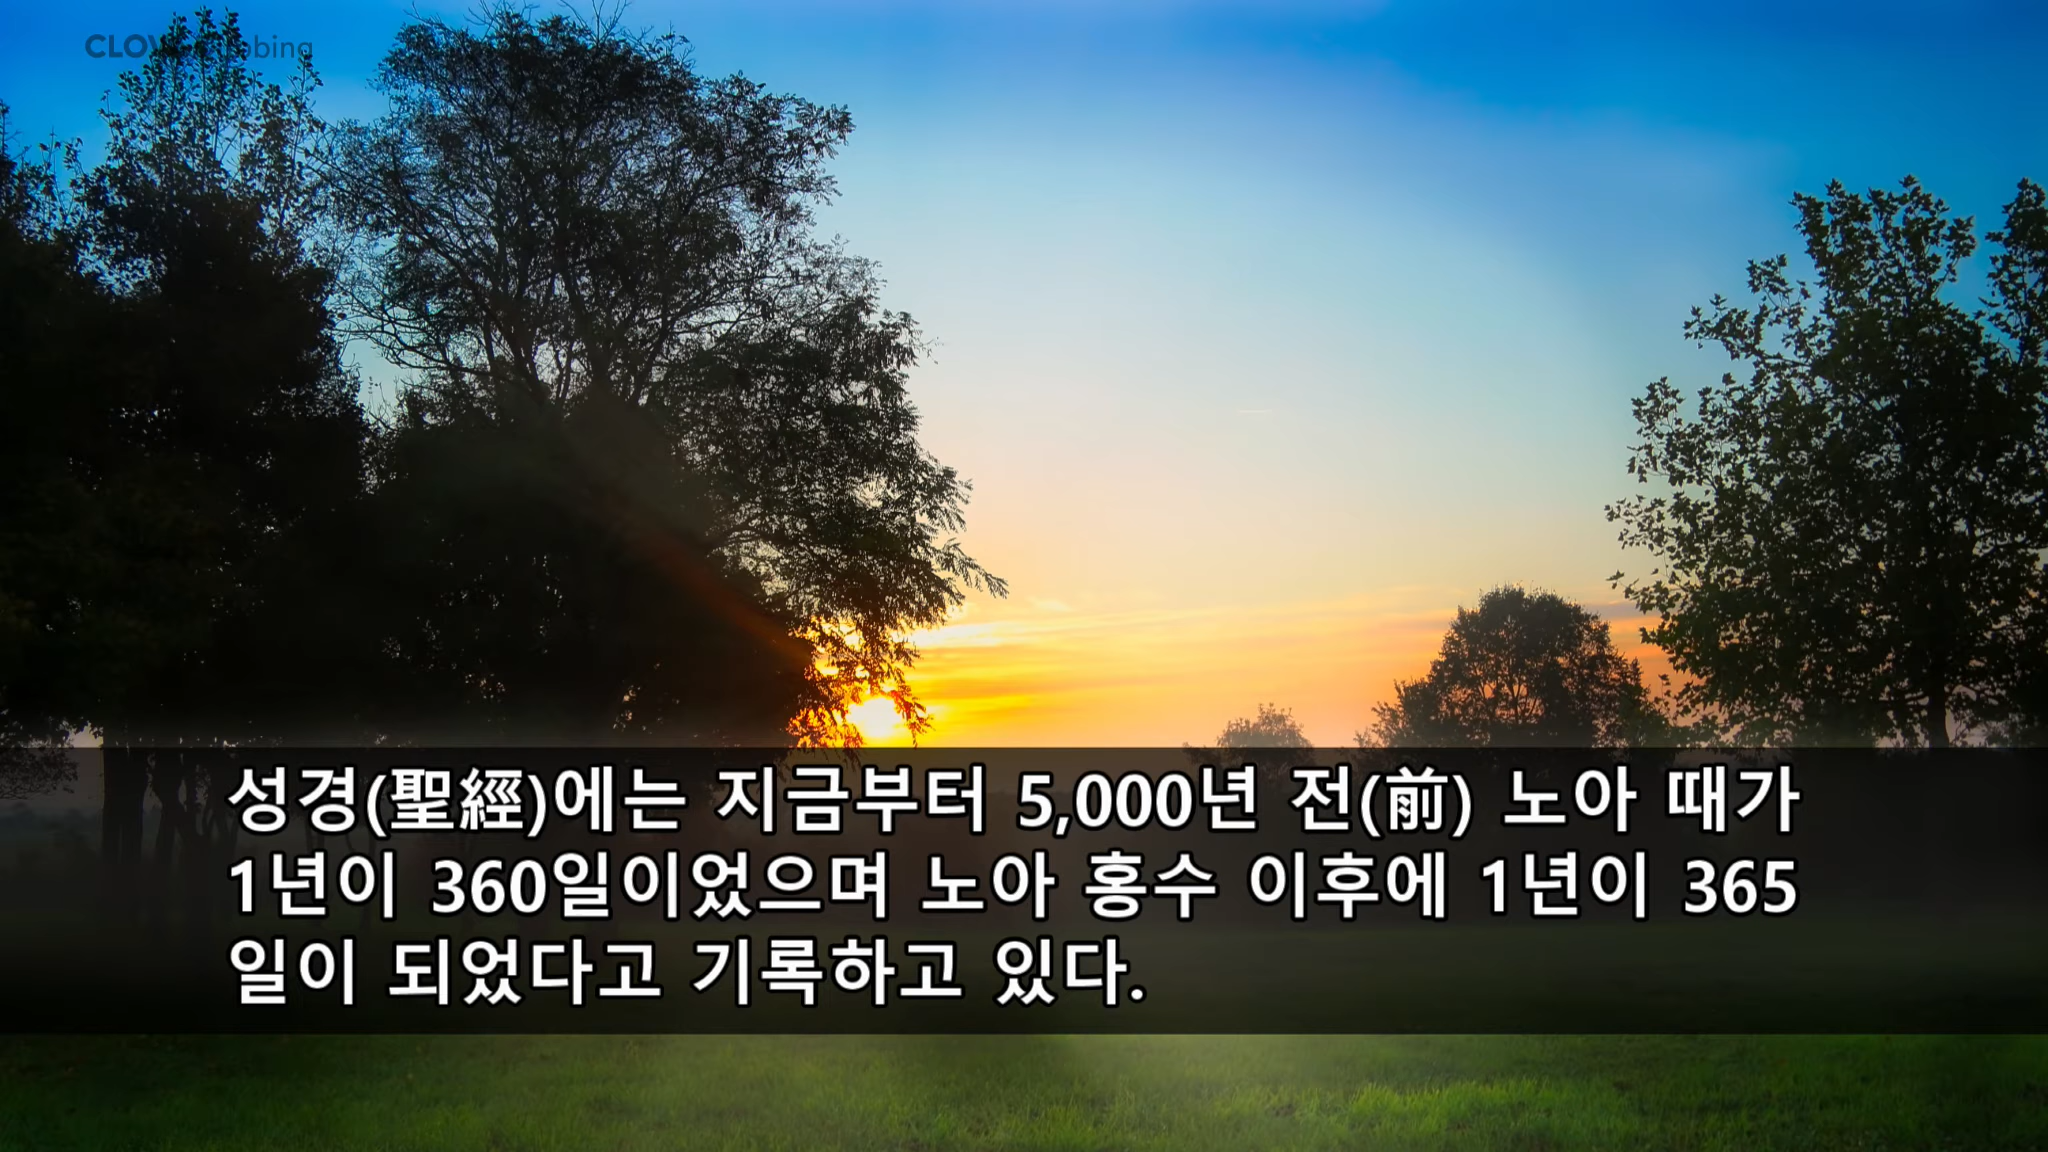 성경(聖經)에는 지금부터 5,000년 전(前) 노아 때가
1년이 360일이었으며 노아 홍수 이후에 1년이 365
일이 되었다고 기록하고 있다.